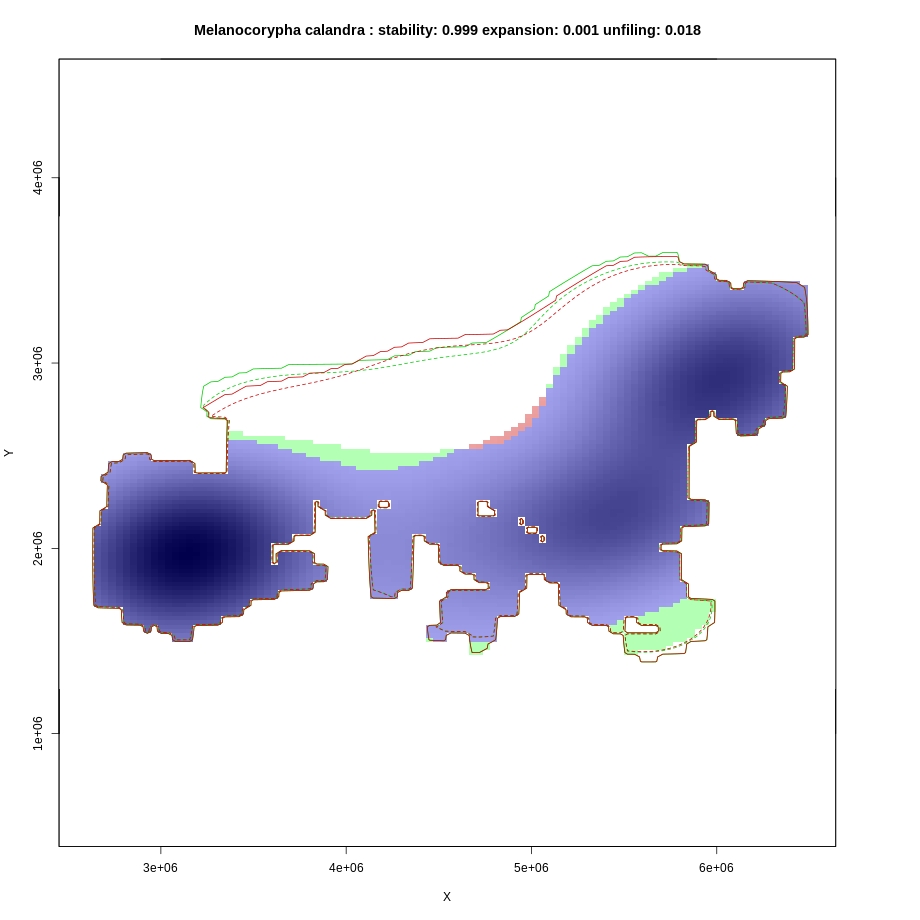 Melanocorypha calandra : stability: 0.999 expansion: 0.001 unfiling: 0.018
4e+06
3e+06
Y
2e+06
1e+06
3e+06 4e+06 5e+06 6e+06
X